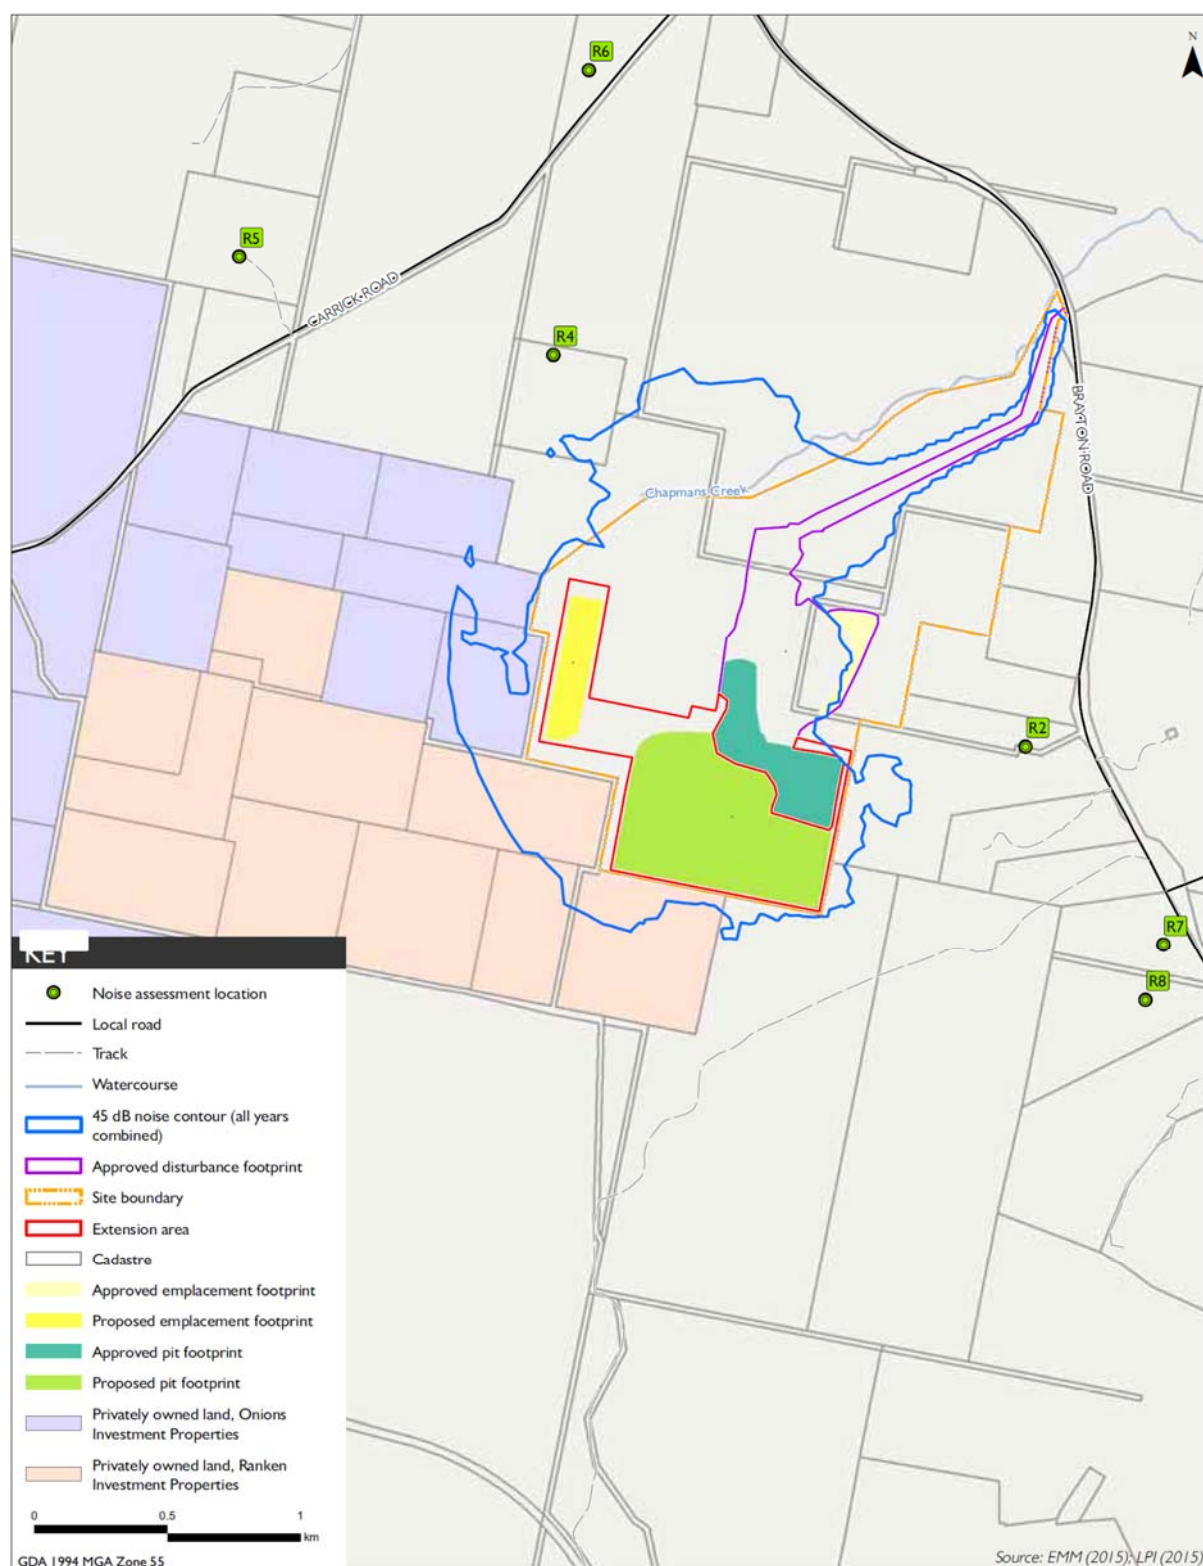 N
R6
R5
CARRICK ROAD
R4
BRAYTON ROAD
Chapmans Creek
R2
R7
R8
KEY
Noise assessment location
Local road
Track
Watercourse
45 dB noise contour (all years
combined)
Approved disturbance footprint
Site boundary
Extension area
Cadastre
Approved emplacement footprint
Proposed emplacement footprint
Approved pit footprint
Proposed pit footprint
Privately owned land, Onions
Investment Properties
Privately owned land, Ranken
Investment Properties
0 0.5 1
km
GDA 1994 MGA Zone 55
Source: EMM (2015); LPI (2015)